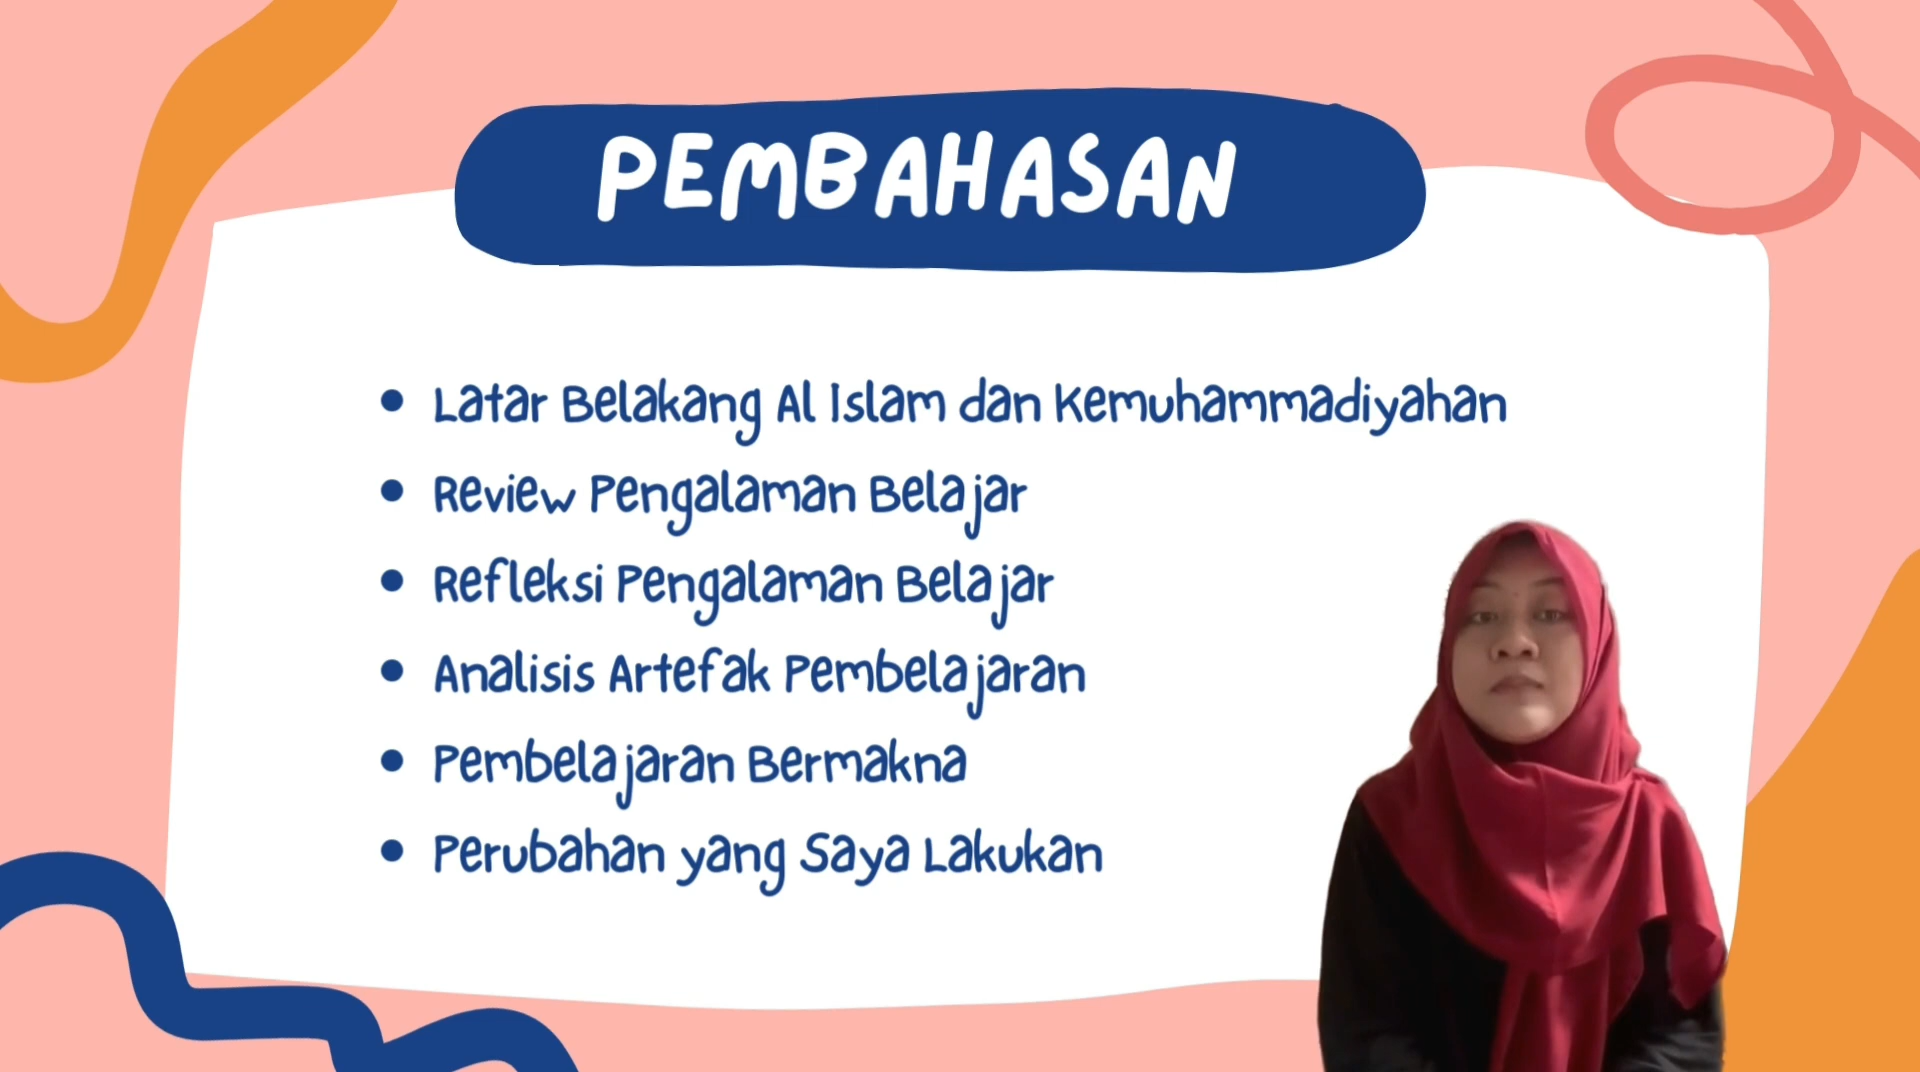 PEMBAHASAN
• Latar Belakang Al Islam dan Kemuhammadiyahan
• Review Pengalaman Belajar
• Refleksi Pengalaman Belajar
• Analisis Artefak Pembelajaran
• Pembelajaran Bermakna
• Perubahan yang Saya Lakukan